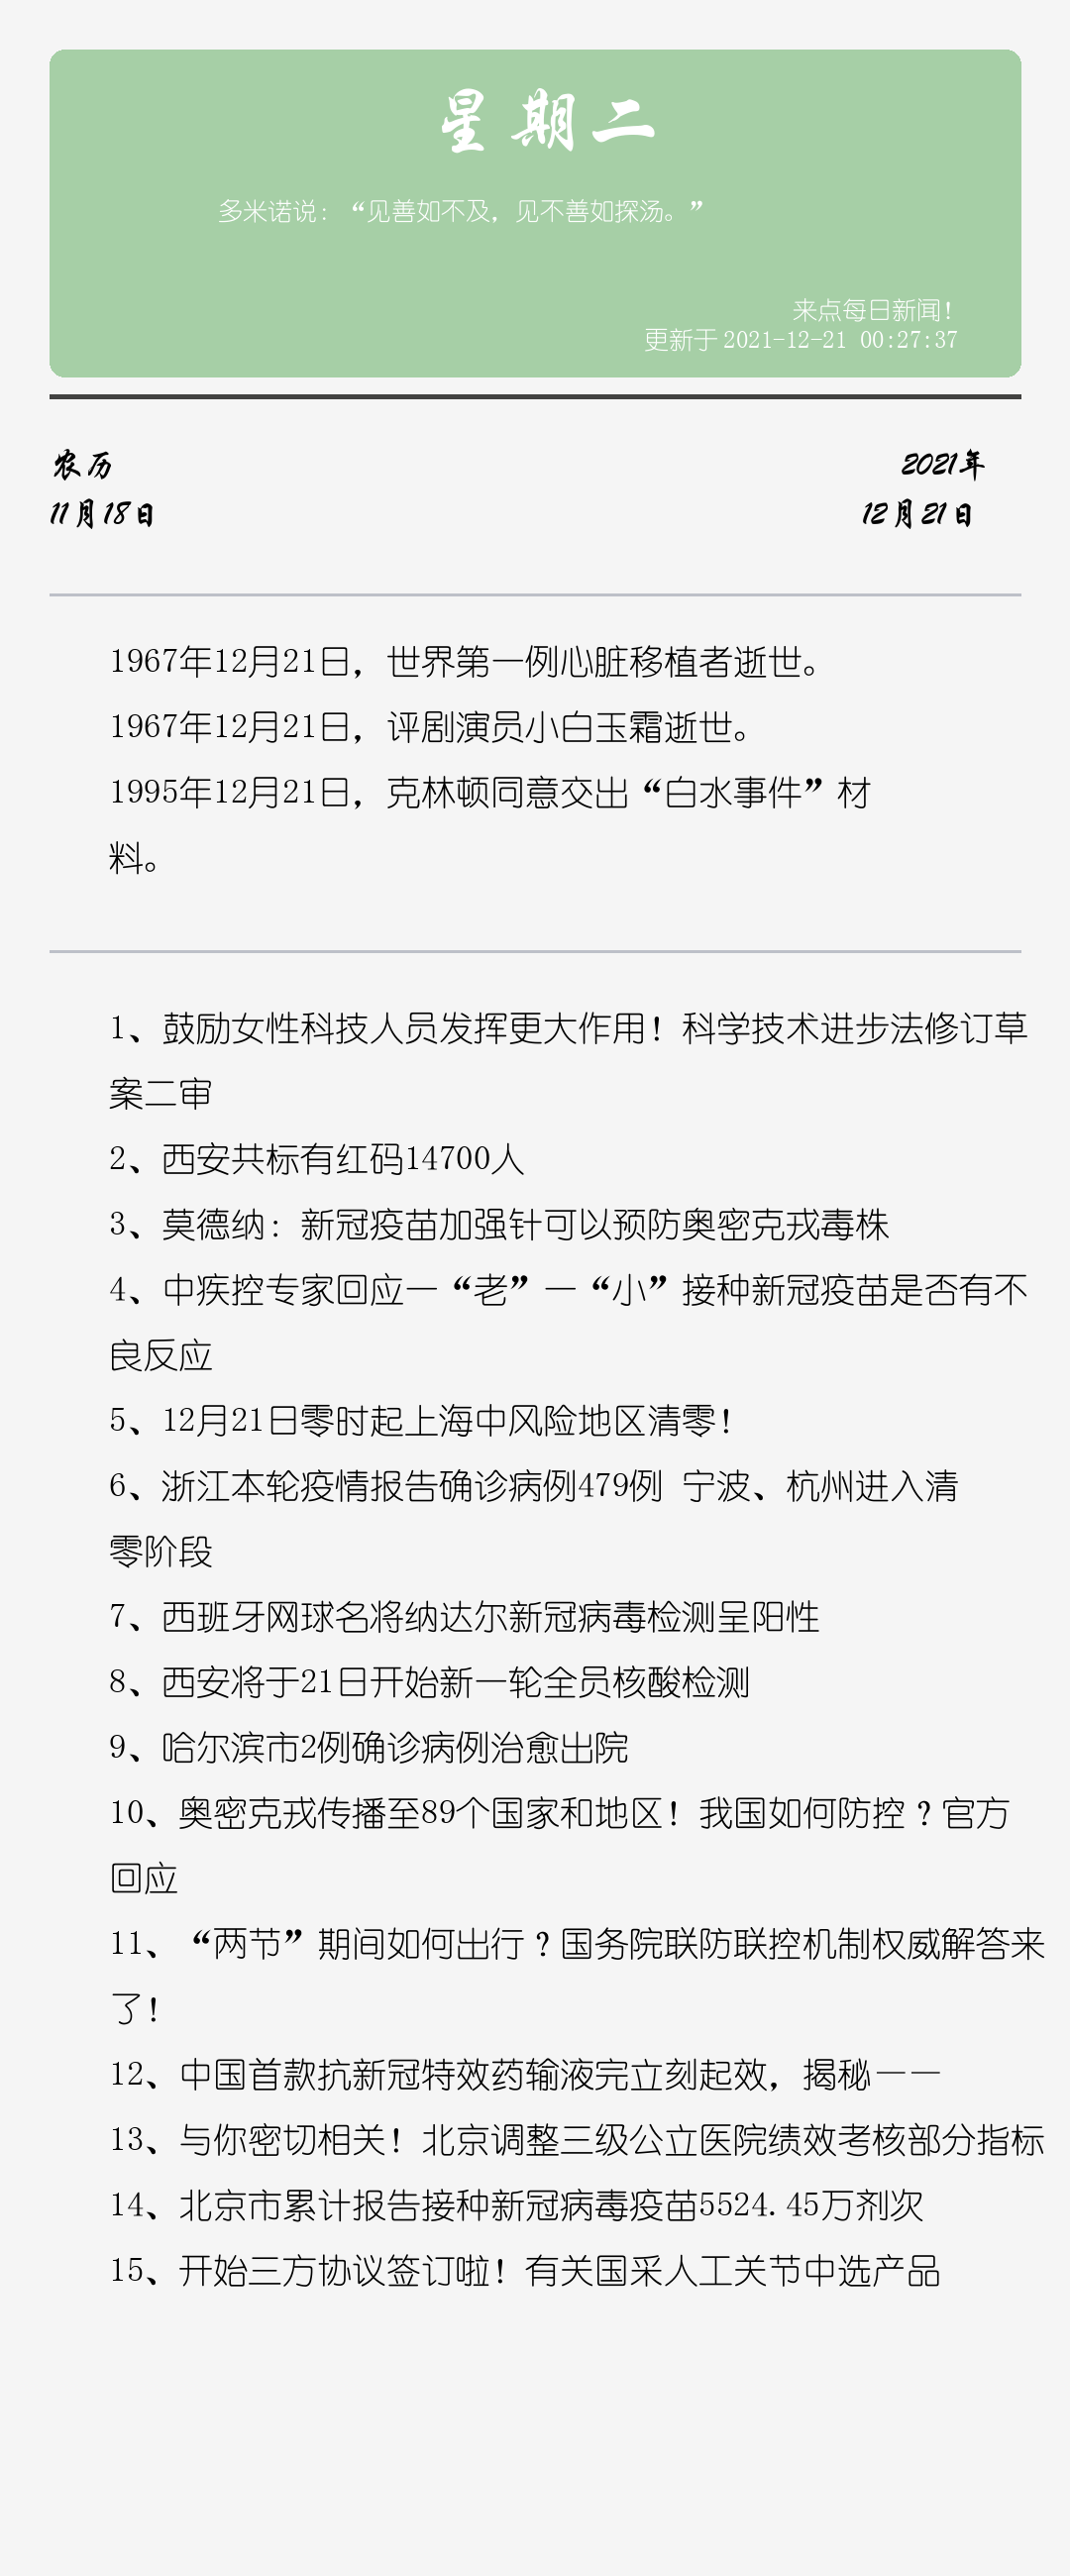 星期二
多米诺说：“见善如不及，见不善如探汤。”
来点每日新闻！
更新于 2021-12-21 00:27:37
农历
2021年
11月18日
12月21日
1967年12月21日，世界第一例心脏移植者逝世。
1967年12月21日，评剧演员小白玉霜逝世。
1995年12月21日，克林顿同意交出“白水事件”材
料。
1、鼓励女性科技人员发挥更大作用！科学技术进步法修订草
案二审
2、西安共标有红码14700人
3、莫德纳：新冠疫苗加强针可以预防奥密克戎毒株
4、中疾控专家回应一“老”一“小”接种新冠疫苗是否有不
良反应
5、12月21日零时起上海中风险地区清零！
6、浙江本轮疫情报告确诊病例479例 宁波、杭州进入清
零阶段
7、西班牙网球名将纳达尔新冠病毒检测呈阳性
8、西安将于21日开始新一轮全员核酸检测
9、哈尔滨市2例确诊病例治愈出院
10、奥密克戎传播至89个国家和地区！我国如何防控？官方
回应
11、“两节”期间如何出行？国务院联防联控机制权威解答来
了！
12、中国首款抗新冠特效药输液完立刻起效，揭秘——
13、与你密切相关！北京调整三级公立医院绩效考核部分指标
14、北京市累计报告接种新冠病毒疫苗5524.45万剂次
15、开始三方协议签订啦！有关国采人工关节中选产品